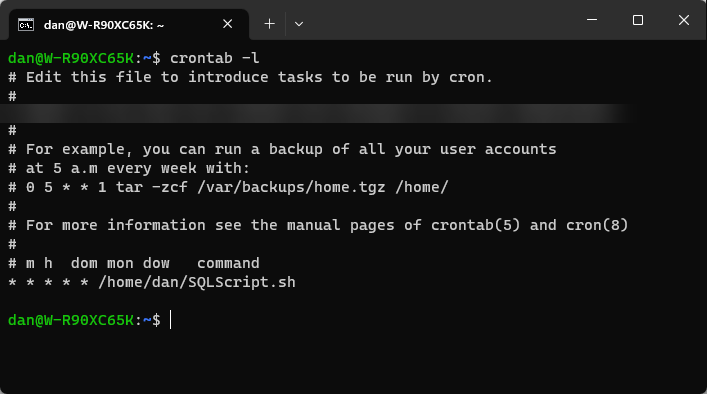 dan@W-R90XC65K: ~
dan@W-R90XC65K:~$ crontab -l
# Edit this file to introduce tasks to be run by cron.
#
#
# For example, you can run a backup of all your user accounts
# at 5 a.m every week with:
# 0 5 * * 1 tar -zcf /var/backups/home.tgz /home/
#
# For more information see the manual pages of crontab(5) and cron(8)
#
# m h  dom mon dow   command
* * * * * /home/dan/SQLScript.sh
dan@W-R90XC65K:~$